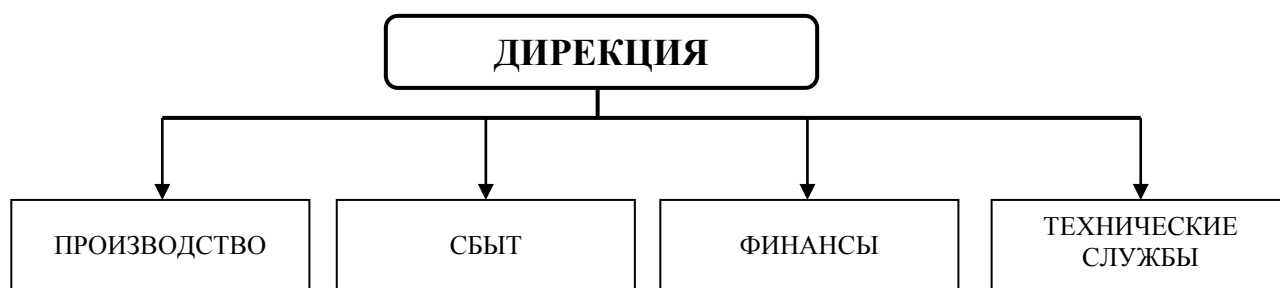 ДИРЕКЦИЯ
ПРОИЗВОДСТВО
СБЫТ
ФИНАНСЫ
ТЕХНИЧЕСКИЕ
СЛУЖБЫ